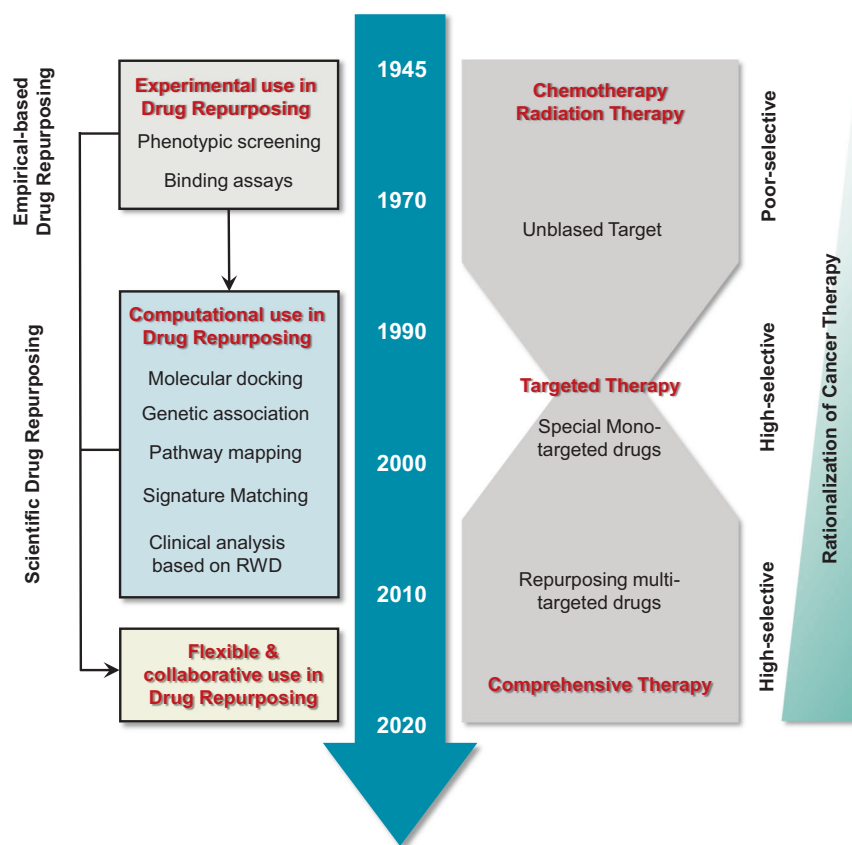 Empirical-based
Drug Repurposing
Scientific Drug Repurposing
Experimental use in
Drug Repurposing
Phenotypic screening
Binding assays
Computational use in
Drug Repurposing
Molecular docking
Genetic association
Pathway mapping
Signature Matching
Clinical analysis
based on RWD
Flexible &
collaborative use in
Drug Repurposing
1945
1970
1990
2000
2010
2020
Chemotherapy
Radiation Therapy
Unblased Target
Targeted Therapy
Special Mono-
targeted drugs
Repurposing multi-
targeted drugs
Comprehensive Therapy
Poor-selective
High-selective
High-selective
Rationalization of Cancer Therapy